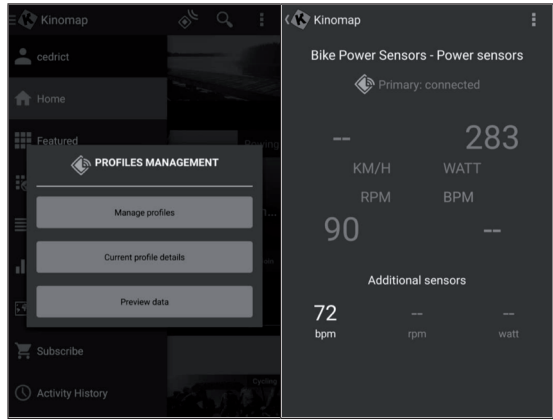 Kinomap
cedrict
Home
Featured
Rowing
PROFILES MANAGEMENT
Manage profiles
Current profile details
Preview data
Subscribe
Activity History
Cycling
Kinomap
Bike Power Sensors - Power sensors
Primary: connected
-- 283
KM/H WATT
RPM BPM
90 --
Additional sensors
72 -- --
bpm rpm watt